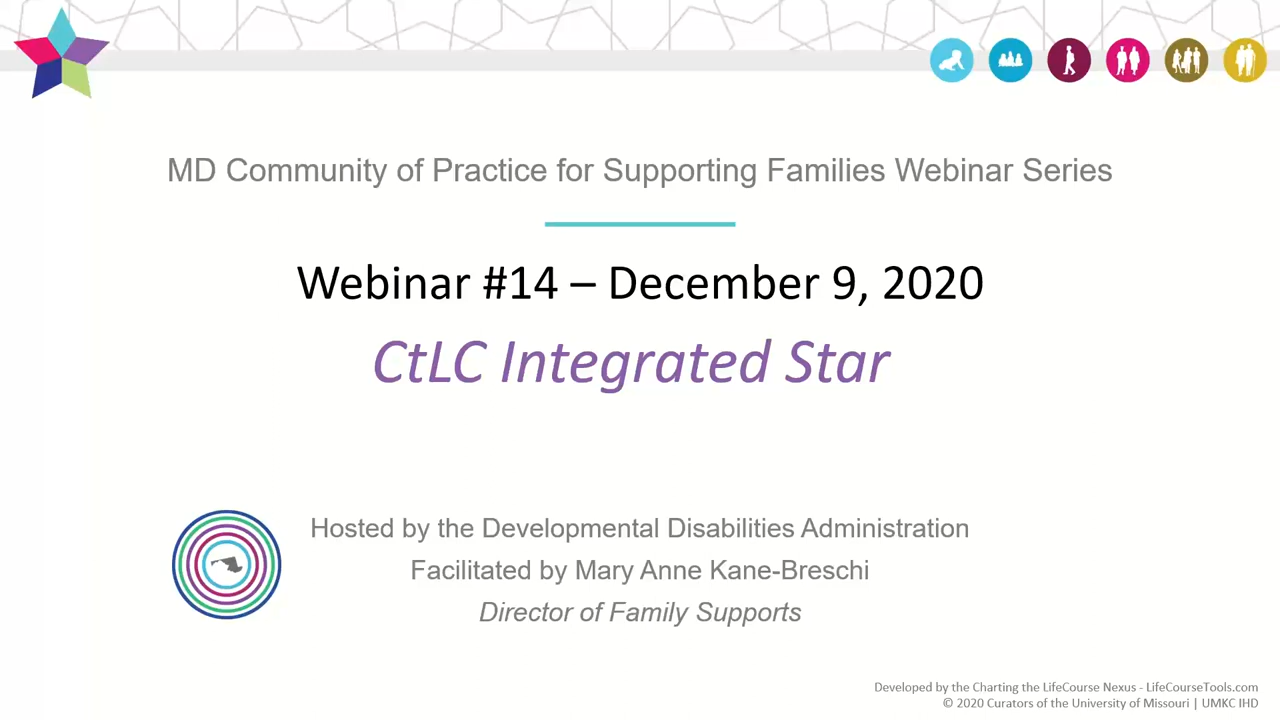 MD Community of Practice for Supporting Families Webinar Series
Webinar #14 – December 9, 2020
CtLC Integrated Star
Hosted by the Developmental Disabilities Administration
Facilitated by Mary Anne Kane-Breschi
Director of Family Supports
Developed by the Charting the LifeCourse Nexus - LifeCourseTools.com
© 2020 Curators of the University of Missouri | UMKC IHD